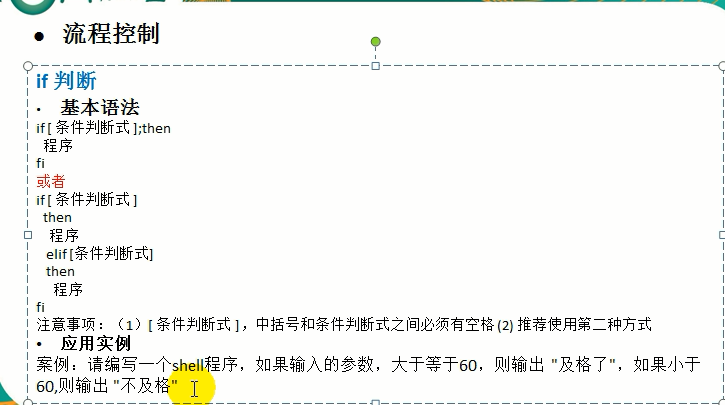 ● 流程控制
if 判断
• 基本语法
if [ 条件判断式 ];then
程序
fi
或者
if [ 条件判断式 ]
then
程序
elif [条件判断式]
then
程序
fi
注意事项：（1）[ 条件判断式 ]，中括号和条件判断式之间必须有空格 (2) 推荐使用第二种方式
• 应用实例
案例：请编写一个shell程序，如果输入的参数，大于等于60，则输出 "及格了"，如果小于
60,则输出 "不及格"